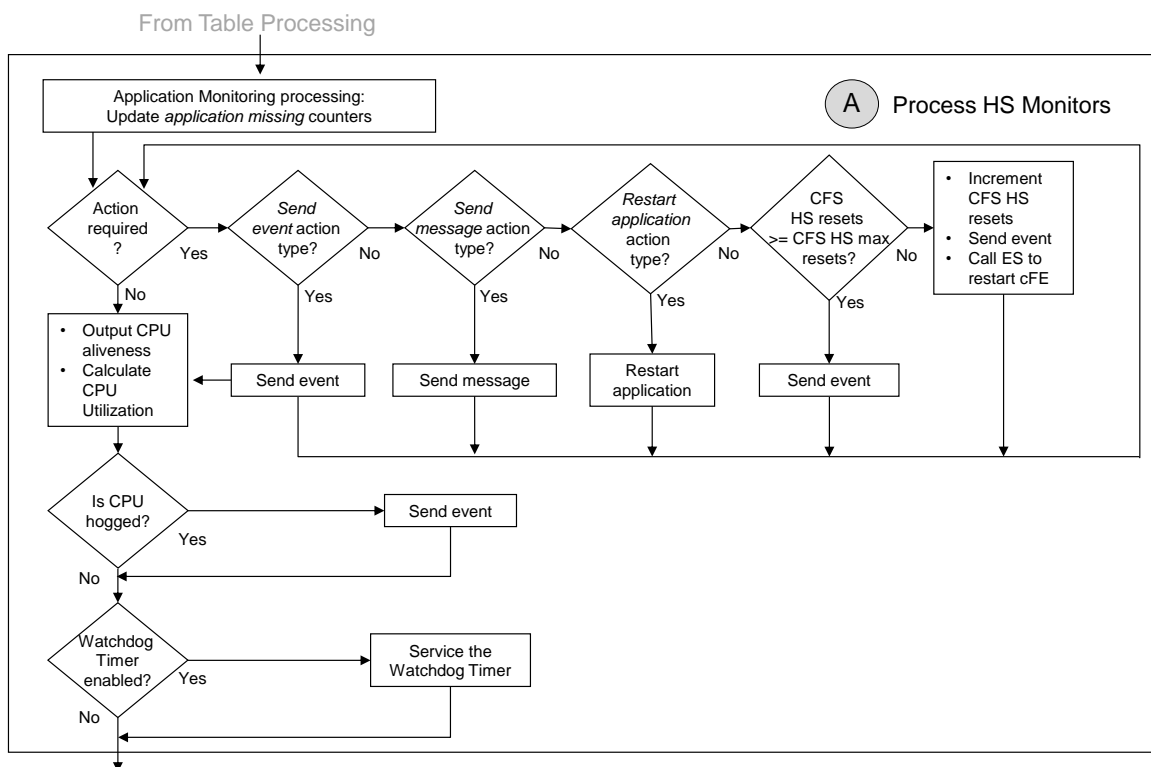 From Table Processing
Application Monitoring processing:
Update application missing counters
A
Process HS Monitors
Action
required
?
Yes
No
Send
event action
type?
No
Yes
Send
message action
type?
No
Yes
Restart
application
action
type?
No
Yes
CFS
HS resets
>= CFS HS max
resets?
No
Yes
• Increment
CFS HS
resets
• Send event
• Call ES to
restart cFE
• Output CPU
aliveness
• Calculate
CPU
Utilization
Send event
Send message
Restart
application
Send event
Is CPU
hogged?
Yes
No
Send event
Watchdog
Timer
enabled?
Yes
No
Service the
Watchdog Timer